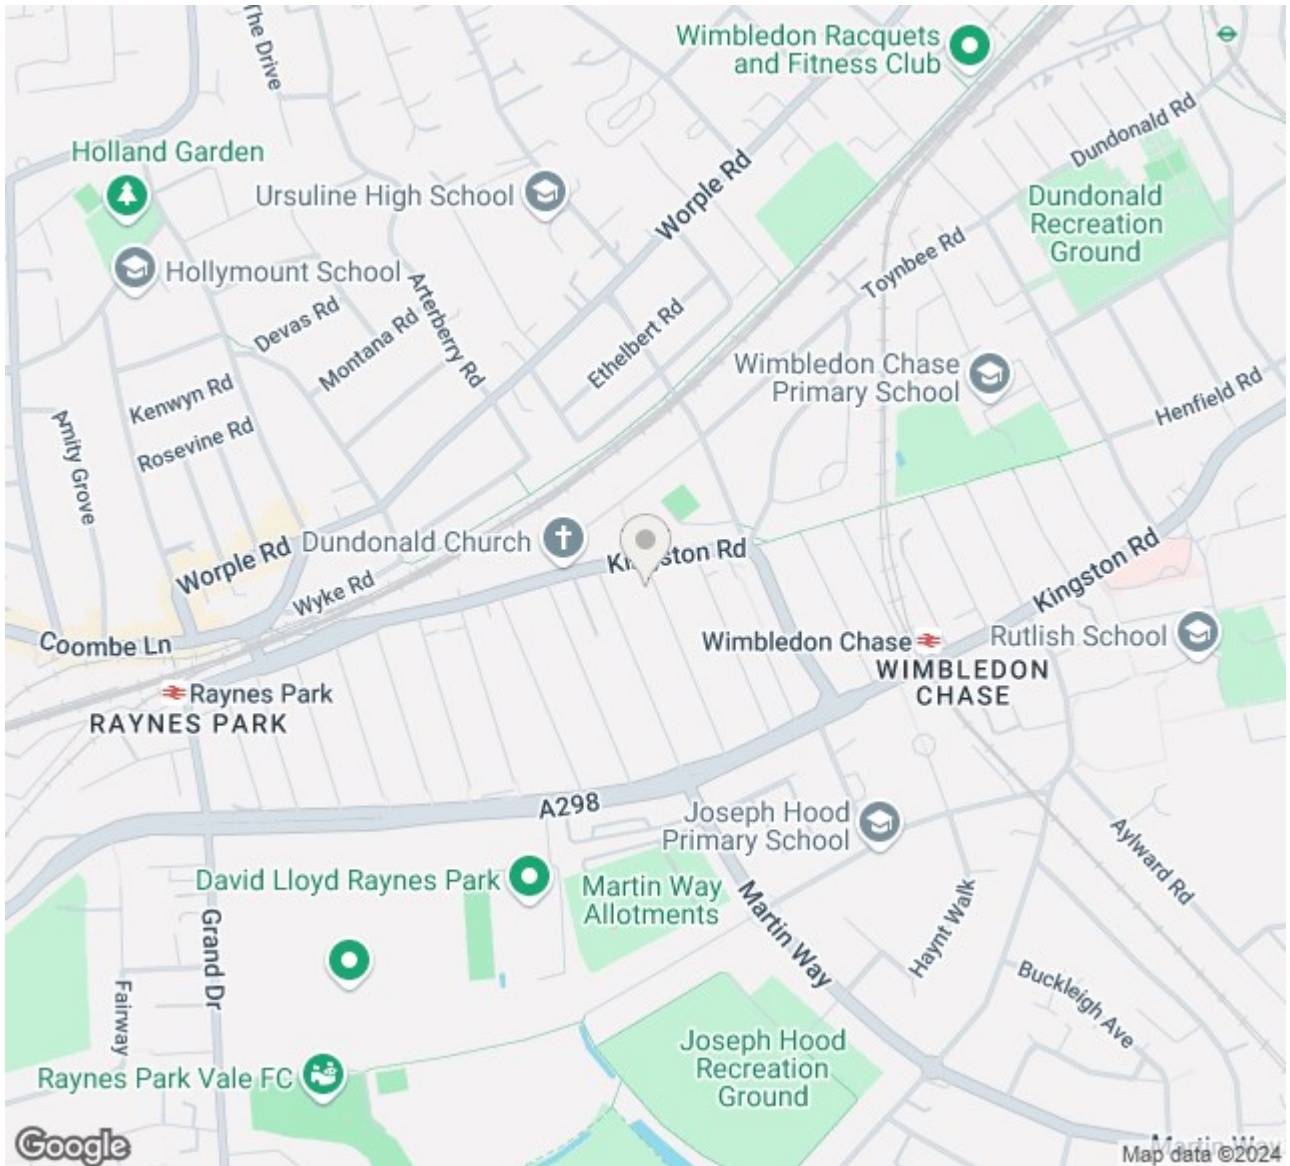 The Drive
Wimbledon Racquets
and Fitness Club
Dundonald Rd
Holland Garden
Ursuline High School
Worple Rd
Dundonald
Recreation
Ground
Toynbee Rd
Hollymount School
Devas Rd
Montana Rd
Arterberry Rd
Ethelbert Rd
Wimbledon Chase
Primary School
Kenwyn Rd
Rosevine Rd
Amity Grove
Henfield Rd
Worple Rd
Dundonald Church
Kingston Rd
Kingston Rd
Wyke Rd
Coombe Ln
Wimbledon Chase
WIMBLEDON
CHASE
Rutlish School
Raynes Park
RAYNES PARK
A298
Joseph Hood
Primary School
Aylward Rd
David Lloyd Raynes Park
Martin Way
Allotments
Martin Way
Haynt Walk
Grand Dr
Fairway
Buckleigh Ave
Joseph Hood
Recreation
Ground
Raynes Park Vale FC
Google
Martin Way
Map data ©2024